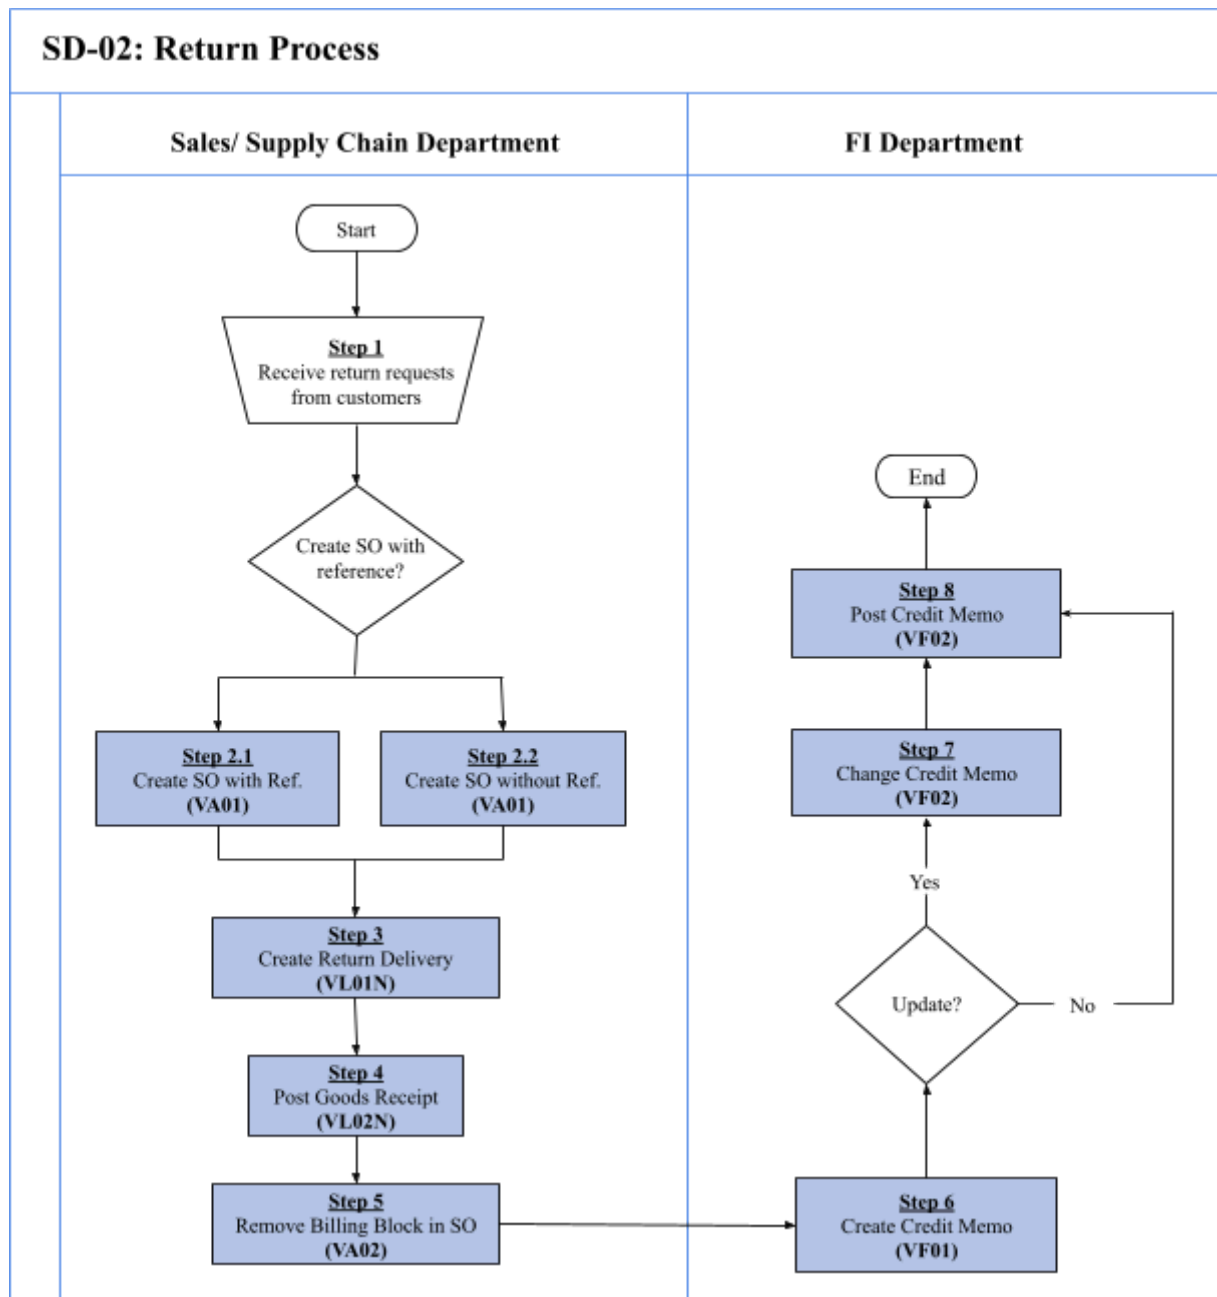 SD-02: Return Process
Sales/ Supply Chain Department
FI Department
Start
Step 1
Receive return requests
from customers
Create SO with
reference?
Step 2.1
Create SO with Ref.
(VA01)
Step 2.2
Create SO without Ref.
(VA01)
Step 3
Create Return Delivery
(VL01N)
Step 4
Post Goods Receipt
(VL02N)
Step 5
Remove Billing Block in SO
(VA02)
Step 6
Create Credit Memo
(VF01)
Update?
Yes
No
Step 7
Change Credit Memo
(VF02)
Step 8
Post Credit Memo
(VF02)
End